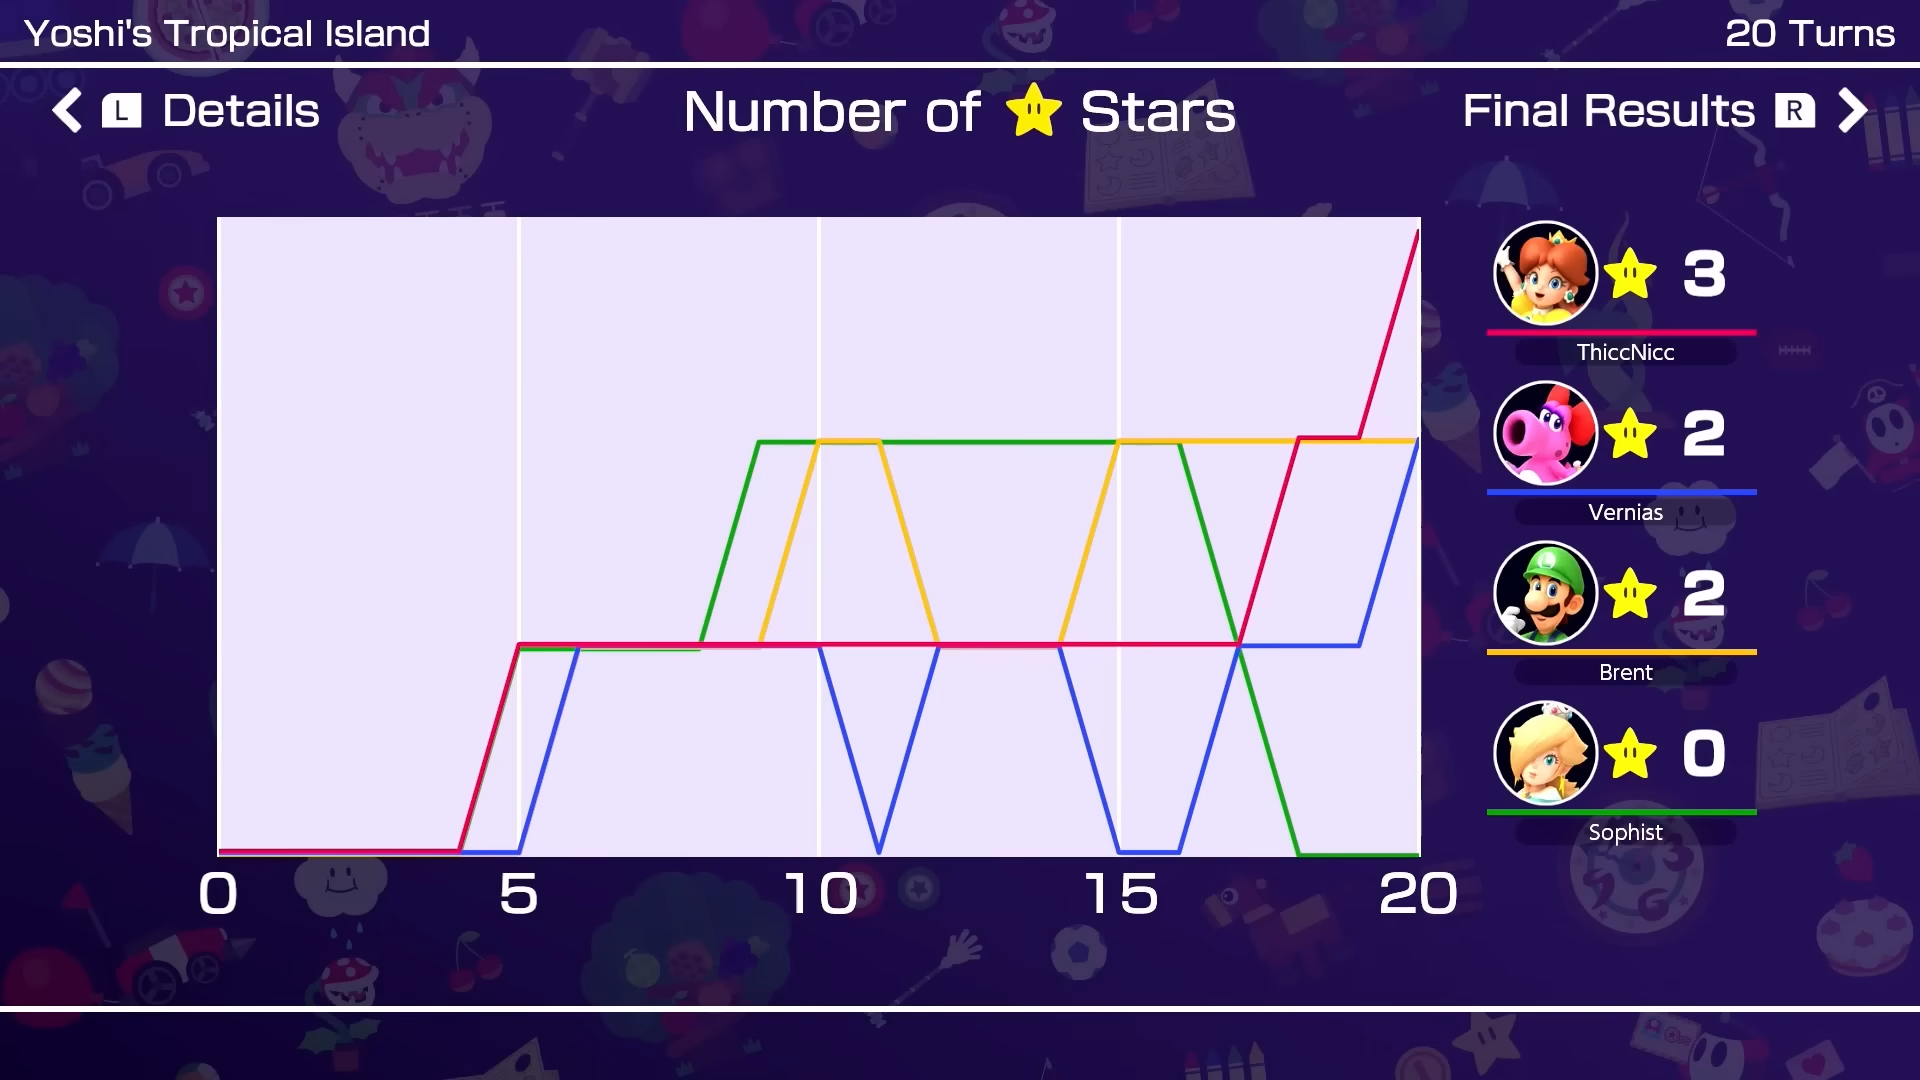 Yoshi's Tropical Island
20 Turns
L Details
Number of Stars
Final Results R
3
ThiccNicc
2
Vernias
2
Brent
0
Sophist
0 5 10 15 20